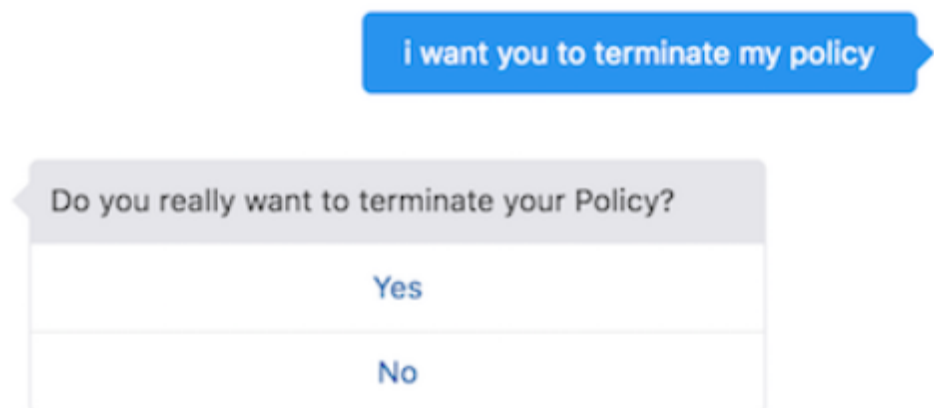 i want you to terminate my policy
Do you really want to terminate your Policy?
Yes
No